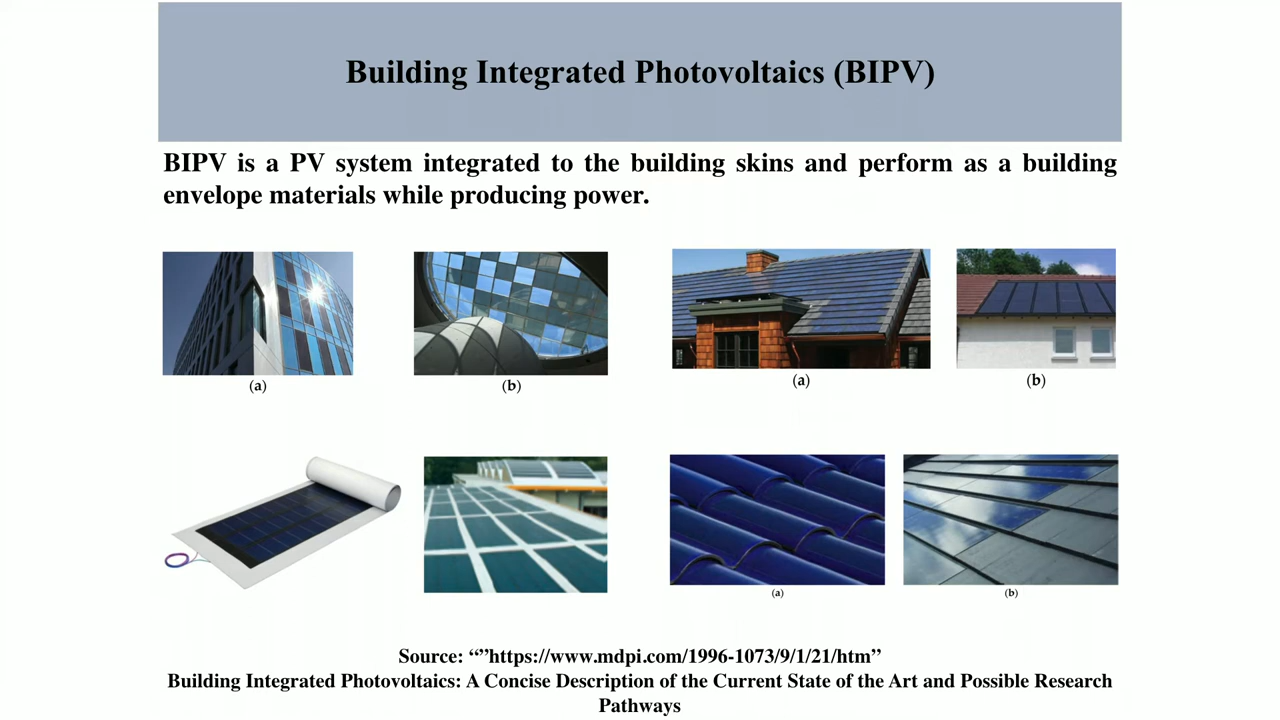 Building Integrated Photovoltaics (BIPV)
BIPV is a PV system integrated to the building skins and perform as a building
envelope materials while producing power.
(a)
(b)
(a)
(b)
(a)
(b)
Source: “”https://www.mdpi.com/1996-1073/9/1/21/htm”
Building Integrated Photovoltaics: A Concise Description of the Current State of the Art and Possible Research
Pathways